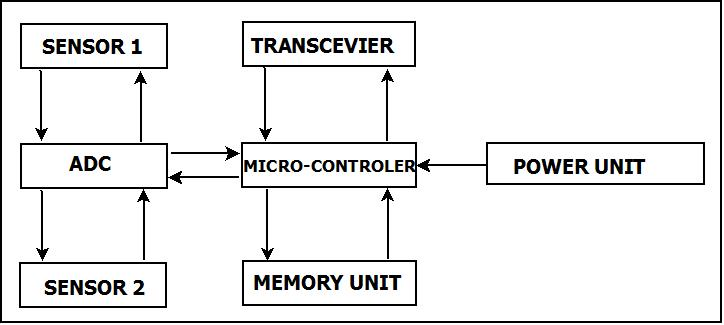 SENSOR 1
TRANSCEVIER
ADC
MICRO-CONTROLER
POWER UNIT
SENSOR 2
MEMORY UNIT